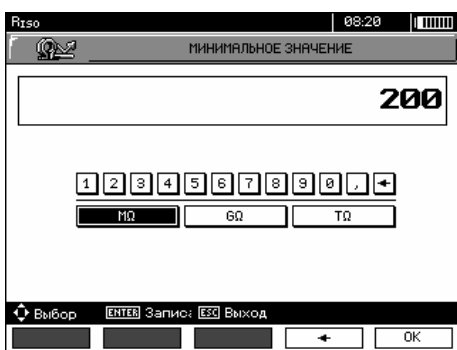 Riso 08:20
МИНИМАЛЬНОЕ ЗНАЧЕНИЕ
200
1 2 3 4 5 6 7 8 9 0 , ←
MΩ GΩ TΩ
Выбор ENTER Запис: ESC Выход
← OK